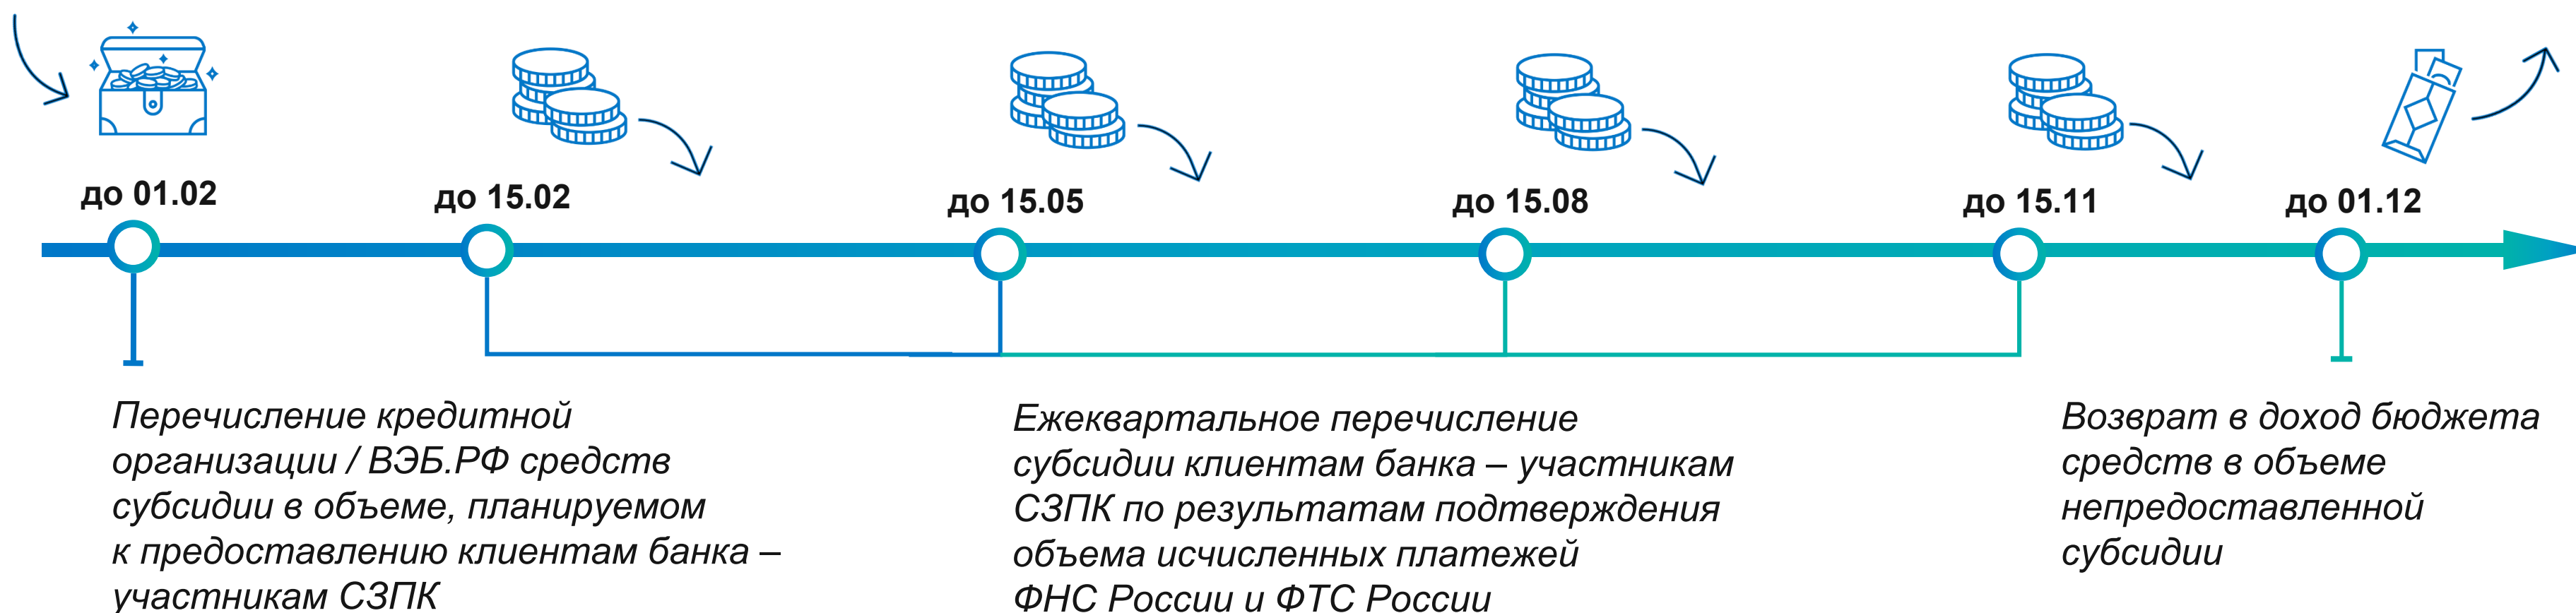 до 01.02
до 15.02
до 15.05
до 15.08
до 15.11
до 01.12
Перечисление кредитной
организации / ВЭБ.РФ средств
субсидии в объеме, планируемом
к предоставлению клиентам банка –
участникам СЗПК
Ежеквартальное перечисление
субсидии клиентам банка – участникам
СЗПК по результатам подтверждения
объема исчисленных платежей
ФНС России и ФТС России
Возврат в доход бюджета
средств в объеме
непредоставленной
субсидии